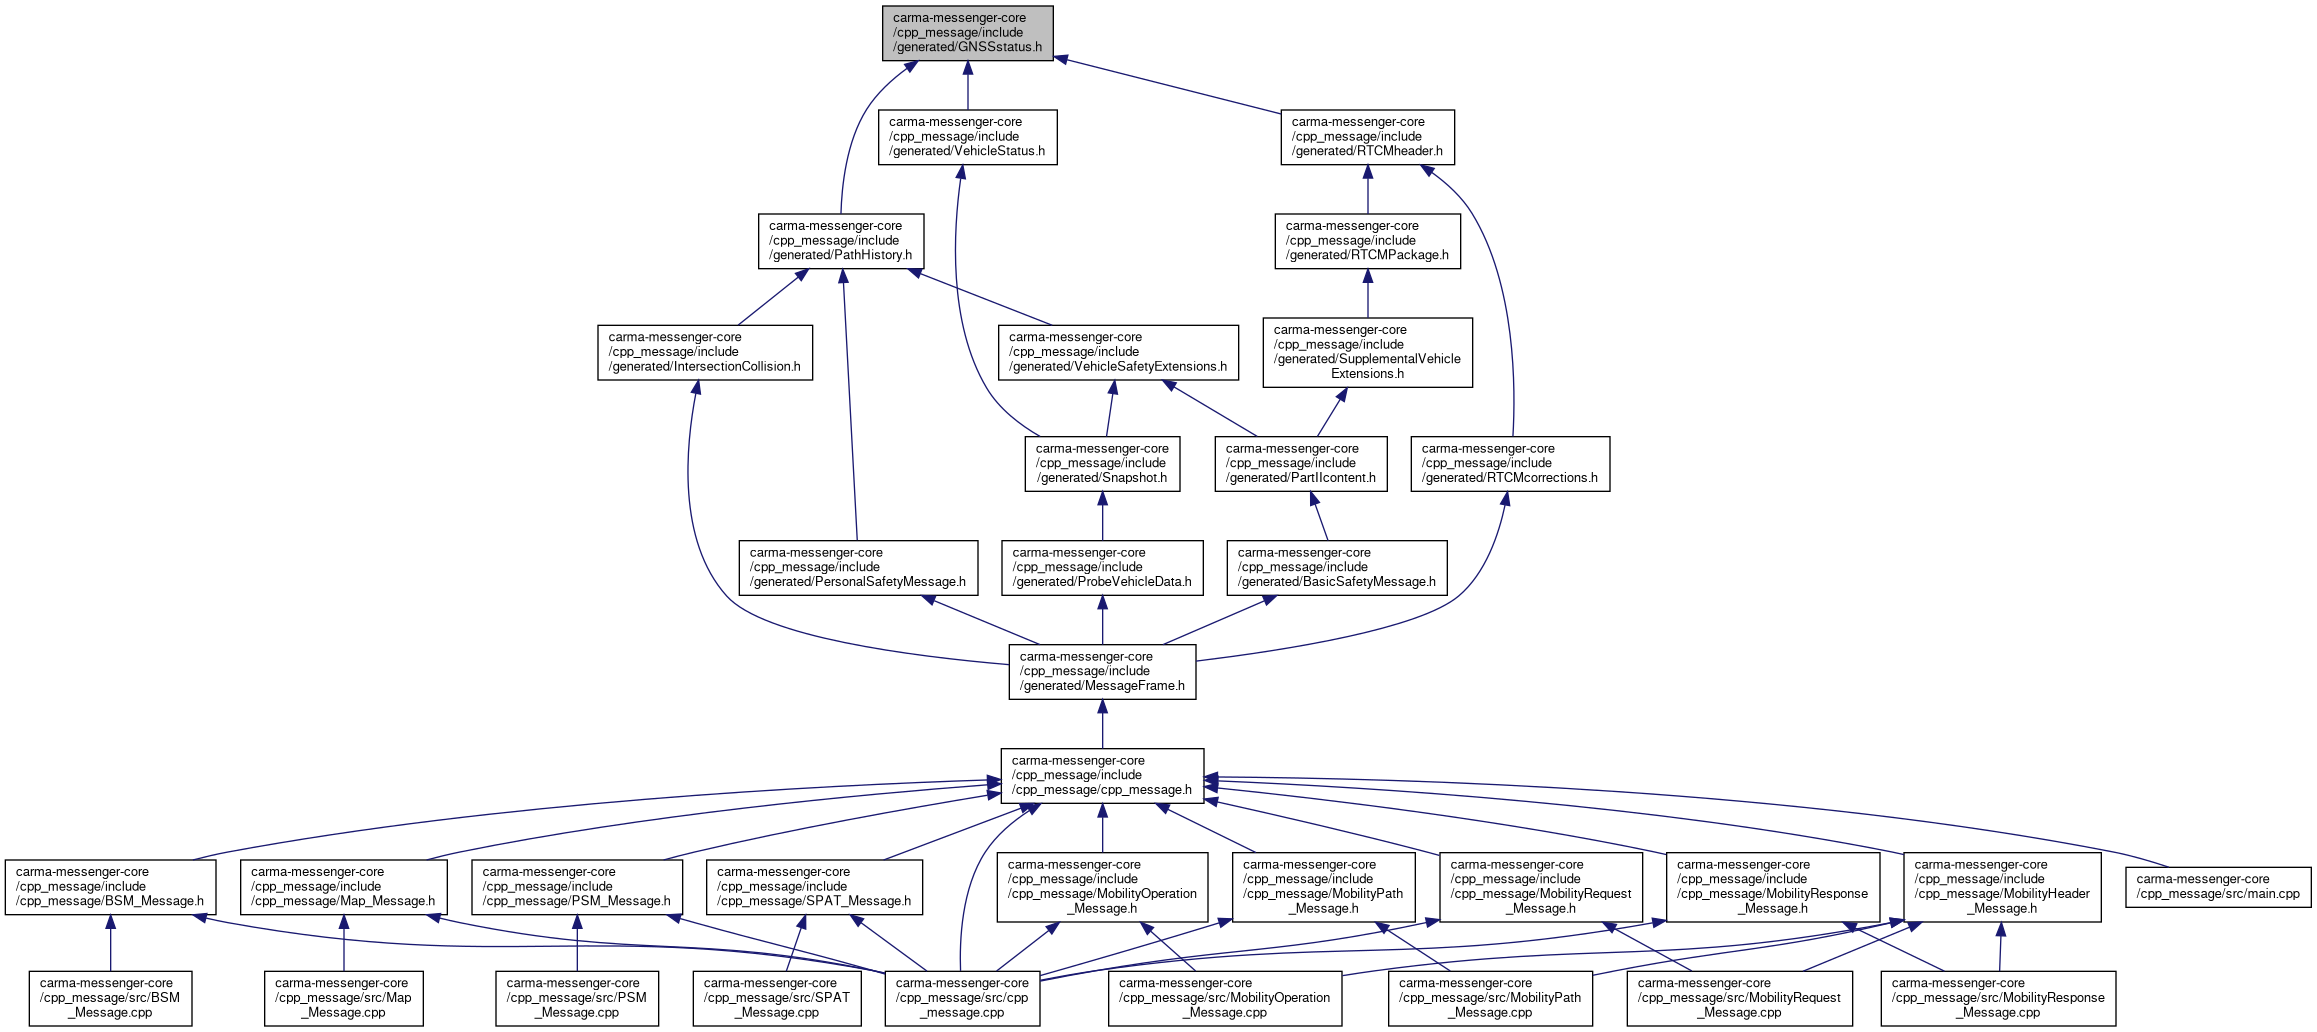 carma-messenger-core
/cpp_message/include
/generated/GNSSstatus.h
carma-messenger-core
/cpp_message/include
/generated/VehicleStatus.h
carma-messenger-core
/cpp_message/include
/generated/RTCMheader.h
carma-messenger-core
/cpp_message/include
/generated/PathHistory.h
carma-messenger-core
/cpp_message/include
/generated/RTCMPackage.h
carma-messenger-core
/cpp_message/include
/generated/IntersectionCollision.h
carma-messenger-core
/cpp_message/include
/generated/VehicleSafetyExtensions.h
carma-messenger-core
/cpp_message/include
/generated/SupplementalVehicle
Extensions.h
carma-messenger-core
/cpp_message/include
/generated/Snapshot.h
carma-messenger-core
/cpp_message/include
/generated/PartIIcontent.h
carma-messenger-core
/cpp_message/include
/generated/RTCMcorrections.h
carma-messenger-core
/cpp_message/include
/generated/PersonalSafetyMessage.h
carma-messenger-core
/cpp_message/include
/generated/ProbeVehicleData.h
carma-messenger-core
/cpp_message/include
/generated/BasicSafetyMessage.h
carma-messenger-core
/cpp_message/include
/generated/MessageFrame.h
carma-messenger-core
/cpp_message/include
/cpp_message/cpp_message.h
carma-messenger-core
/cpp_message/include
/cpp_message/BSM_Message.h
carma-messenger-core
/cpp_message/include
/cpp_message/Map_Message.h
carma-messenger-core
/cpp_message/include
/cpp_message/PSM_Message.h
carma-messenger-core
/cpp_message/include
/cpp_message/SPAT_Message.h
carma-messenger-core
/cpp_message/include
/cpp_message/MobilityOperation
_Message.h
carma-messenger-core
/cpp_message/include
/cpp_message/MobilityPath
_Message.h
carma-messenger-core
/cpp_message/include
/cpp_message/MobilityRequest
_Message.h
carma-messenger-core
/cpp_message/include
/cpp_message/MobilityResponse
_Message.h
carma-messenger-core
/cpp_message/include
/cpp_message/MobilityHeader
_Message.h
carma-messenger-core
/cpp_message/src/main.cpp
carma-messenger-core
/cpp_message/src/BSM
_Message.cpp
carma-messenger-core
/cpp_message/src/Map
_Message.cpp
carma-messenger-core
/cpp_message/src/PSM
_Message.cpp
carma-messenger-core
/cpp_message/src/SPAT
_Message.cpp
carma-messenger-core
/cpp_message/src/cpp
_message.cpp
carma-messenger-core
/cpp_message/src/MobilityOperation
_Message.cpp
carma-messenger-core
/cpp_message/src/MobilityPath
_Message.cpp
carma-messenger-core
/cpp_message/src/MobilityRequest
_Message.cpp
carma-messenger-core
/cpp_message/src/MobilityResponse
_Message.cpp